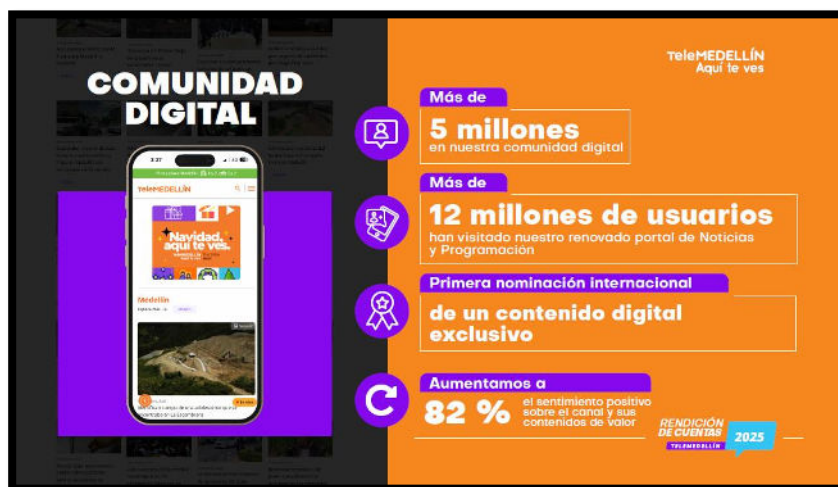 COMUNIDAD
DIGITAL
3:27
TeleMEDELLÍN
Navidad,
aquí te ves.
Medellín
TeleMEDELLÍN
Aquí te ves
Más de
5 millones
en nuestra comunidad digital
Más de
12 millones de usuarios
han visitado nuestro renovado portal de Noticias
y Programación
Primera nominación internacional
de un contenido digital
exclusivo
Aumentamos a
82 %
el sentimiento positivo
sobre el canal y sus
contenidos de valor
RENDICIÓN
DE CUENTAS
2025
TELEMEDELLÍN